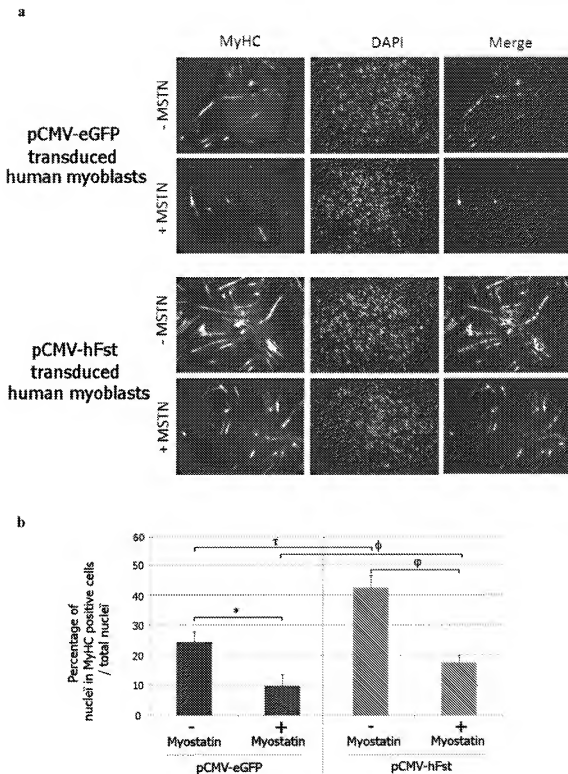 a
MyHC
DAPI
Merge
pCMV-eGFP
transduced
human myoblasts
- MSTN
+ MSTN
pCMV-hFst
transduced
human myoblasts
- MSTN
+ MSTN
b
Percentage of
nucleï in MyHC positive cells
/ total nucleï
60
50
40
30
20
10
0
τ
ϕ
φ
*
-
Myostatin
+
Myostatin
-
Myostatin
+
Myostatin
pCMV-eGFP
pCMV-hFst